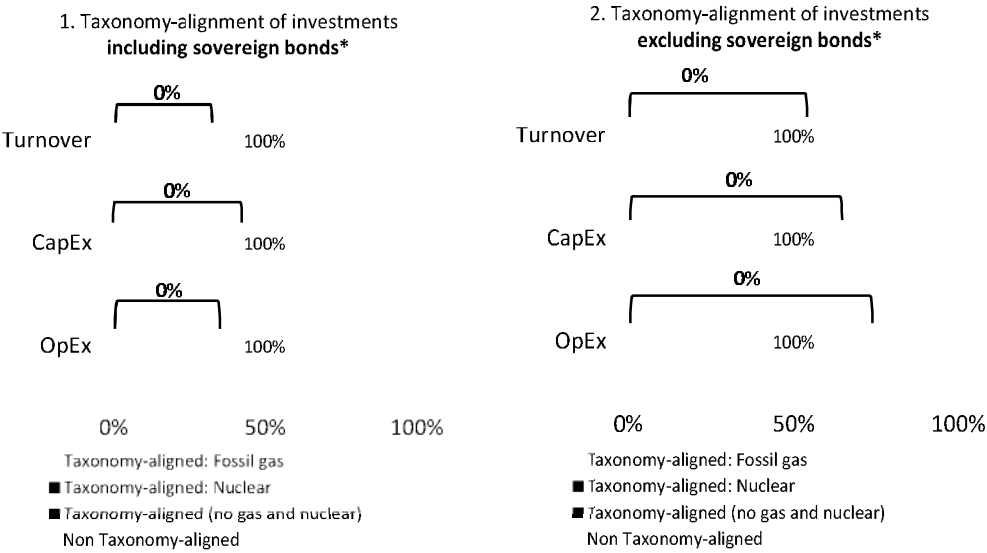 1. Taxonomy-alignment of investments
including sovereign bonds*
0%
Turnover
100%
0%
CapEx
100%
0%
OpEx
100%
0%
50%
100%
Taxonomy-aligned: Fossil gas
Taxonomy-aligned: Nuclear
Taxonomy-aligned (no gas and nuclear)
Non Taxonomy-aligned
2. Taxonomy-alignment of investments
excluding sovereign bonds*
0%
Turnover
100%
0%
CapEx
100%
0%
OpEx
100%
0%
50%
100%
Taxonomy-aligned: Fossil gas
Taxonomy-aligned: Nuclear
Taxonomy-aligned (no gas and nuclear)
Non Taxonomy-aligned